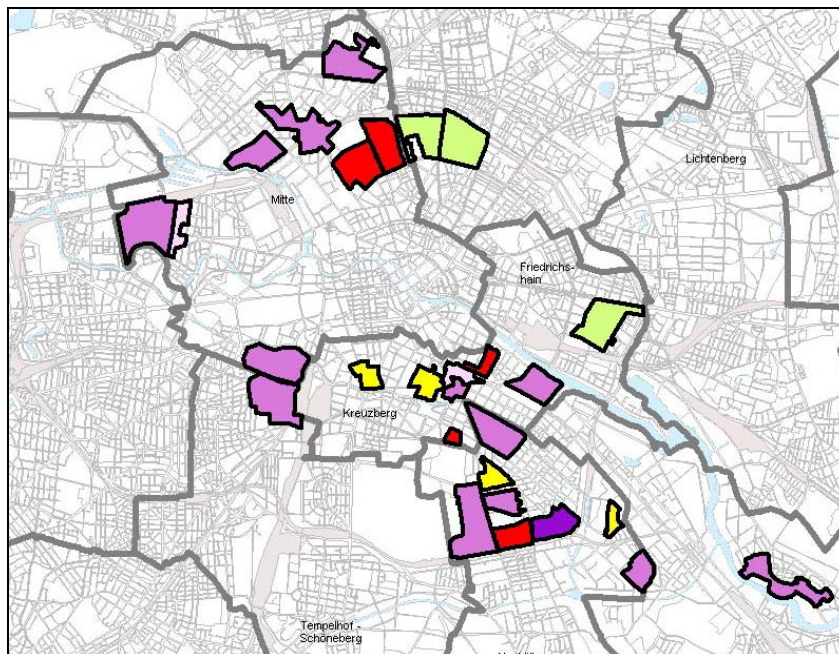 Lichtenberg
Mitte
Friedrichs-
hain
Kreuzberg
Tempelhof -
Schöneberg